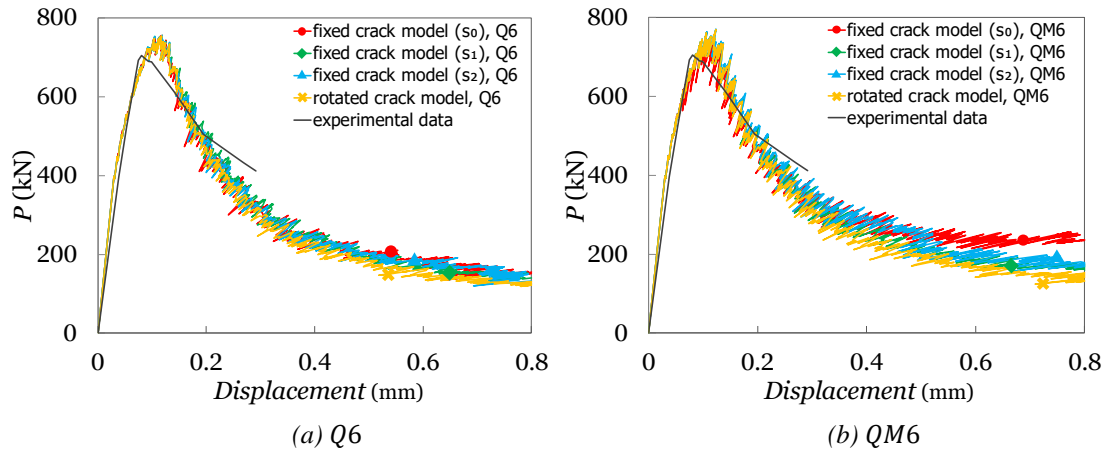 800
600
400
200
0
P (kN)
0
0.2
0.4
0.6
0.8
Displacement (mm)
fixed crack model (s₀), Q6
fixed crack model (s₁), Q6
fixed crack model (s₂), Q6
rotated crack model, Q6
experimental data
(a) Q6
800
600
400
200
0
P (kN)
0
0.2
0.4
0.6
0.8
Displacement (mm)
fixed crack model (s₀), QM6
fixed crack model (s₁), QM6
fixed crack model (s₂), QM6
rotated crack model, QM6
experimental data
(b) QM6